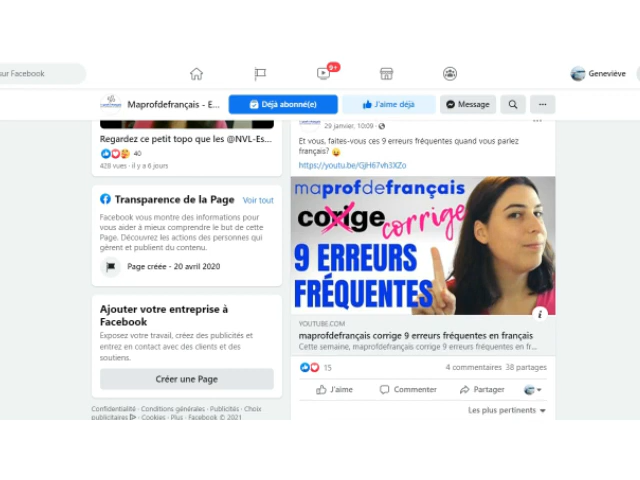 sur Facebook
9+
Geneviève
Maprofdefrançais - E...
Déjà abonné(e)
J'aime déjà
Message
Regardez ce petit topo que les @NVL-Es...
40
428 vues · il y a 6 jours
Transparence de la Page
Voir tout
Facebook vous montre des informations pour
vous aider à mieux comprendre le but de cette
Page. Découvrez les actions des personnes qui
gèrent et publient du contenu.
Page créée - 20 avril 2020
Ajouter votre entreprise à
Facebook
Exposez votre travail, créez des publicités et
entrez en contact avec des clients et des
soutiens.
Créer une Page
Confidentialité · Conditions générales · Publicités · Choix
publicitaires · Cookies · Plus · Facebook © 2021
29 janvier, 10:09 ·
Et vous, faites-vous ces 9 erreurs fréquentes quand vous parlez
français?
https://youtu.be/GJH67vh3XZo
maprofdefrançais
corige corrige
9 ERREURS
FRÉQUENTES
YOUTUBE.COM
maprofdefrançais corrige 9 erreurs fréquentes en français
Cette semaine, maprofdefrançais corrige 9 erreurs fréquentes en fr...
15
4 commentaires 38 partages
J'aime
Commenter
Partager
Les plus pertinents